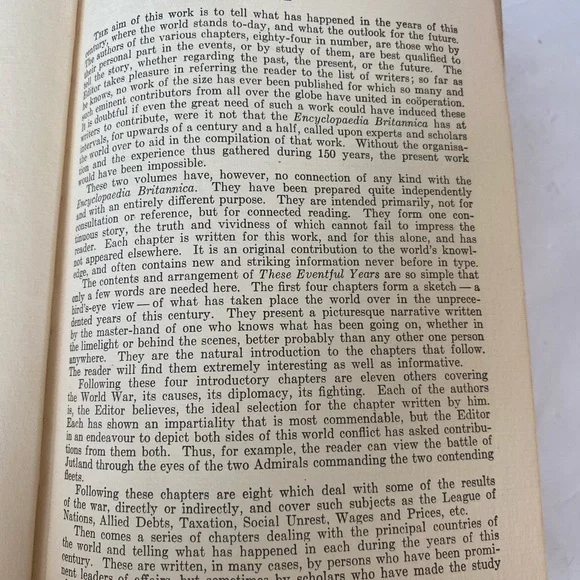 THE aim of this work is to tell what has happened in the years of this
century, where the world stands to-day, and what the outlook for the future.
The authors of the various chapters, eighty-four in number, are those who by
their personal part in the events, or by study of them, are best qualified to
tell the story, whether regarding the past, the present, or the future. The
Editor takes pleasure in referring the reader to the list of writers; so far as
he knows, no work of the size has ever been published for which so many and
such eminent contributors from all over the globe have united in coöperation.
It is doubtful if even the great need of such a work could have induced these
writers to contribute, were it not that the Encyclopaedia Britannica has at
intervals, for upwards of a century and a half, called upon experts and scholars
the world over to aid in the compilation of that work. Without the organisa-
tion and the experience thus gathered during 150 years, the present work
would have been impossible.
These two volumes have, however, no connection of any kind with the
Encyclopaedia Britannica. They have been prepared quite independently
and with an entirely different purpose. They are intended primarily, not for
consultation or reference, but for connected reading. They form one con-
tinuous story, the truth and vividness of which cannot fail to impress the
reader. Each chapter is written for this work, and for this alone, and has
not appeared elsewhere. It is an original contribution to the world's knowl-
edge, and often contains new and striking information never before in type.
The contents and arrangement of These Eventful Years are so simple that
only a few words are needed here. The first four chapters form a sketch — a
bird's-eye view — of what has taken place the world over in the unprece-
dented years of this century. They present a picturesque narrative written
by the master-hand of one who knows what has been going on, whether in
the limelight or behind the scenes, better probably than any other one person
anywhere. They are the natural introduction to the chapters that follow.
The reader will find them extremely interesting as well as informative.
Following these four introductory chapters are eleven others covering
the World War, its causes, its diplomacy, its fighting. Each of the authors
is, the Editor believes, the ideal selection for the chapter written by him.
Each has shown an impartiality that is most commendable, but the Editor
in an endeavour to depict both sides of this world conflict has asked contribu-
tions from them both. Thus, for example, the reader can view the battle of
Jutland through the eyes of the two Admirals commanding the two contending
fleets.
Following these chapters are eight which deal with some of the results
of the war, directly or indirectly, and cover such subjects as the League of
Nations, Allied Debts, Taxation, Social Unrest, Wages and Prices, etc.
Then comes a series of chapters dealing with the principal countries of
the world and telling what has happened in each during the years of this
century. These are written, in many cases, by persons who have been promi-
nent leaders of affairs, but sometimes by scholars who have made the study